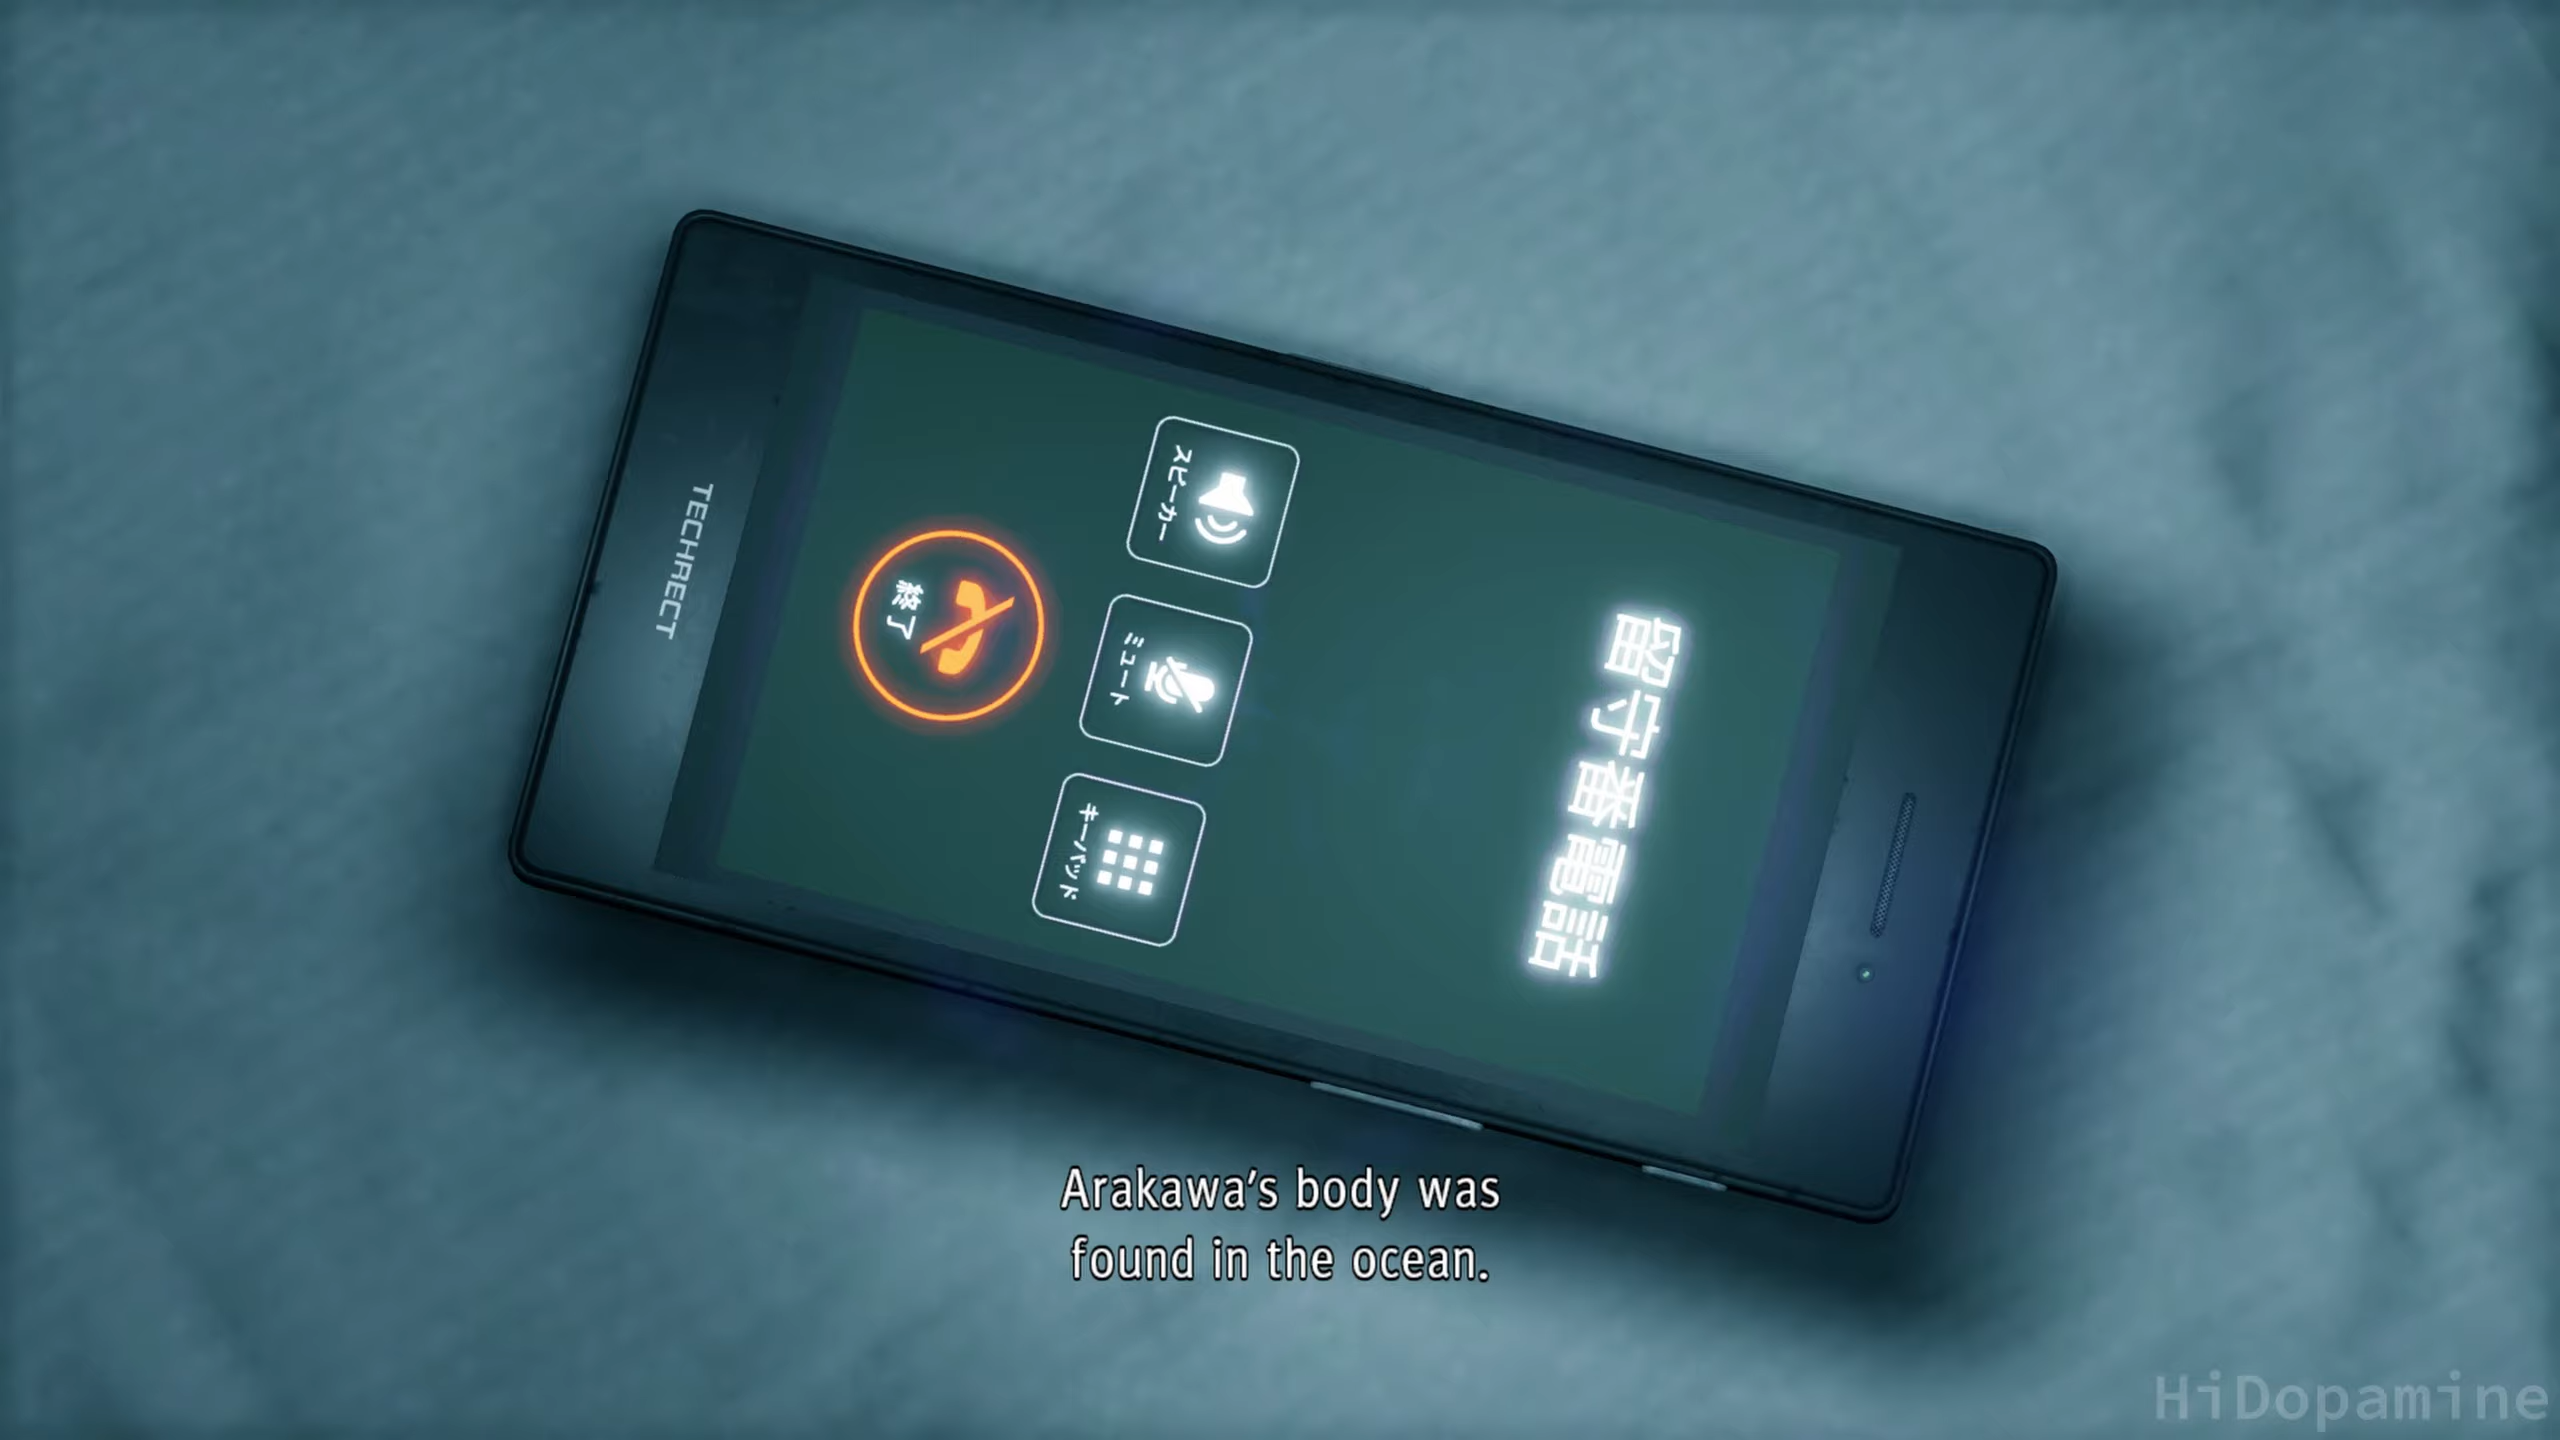 留守番電話
スピーカー
ミュート
キーパッド
終了
TECHRECT
Arakawa's body was
found in the ocean.
HiDopamine